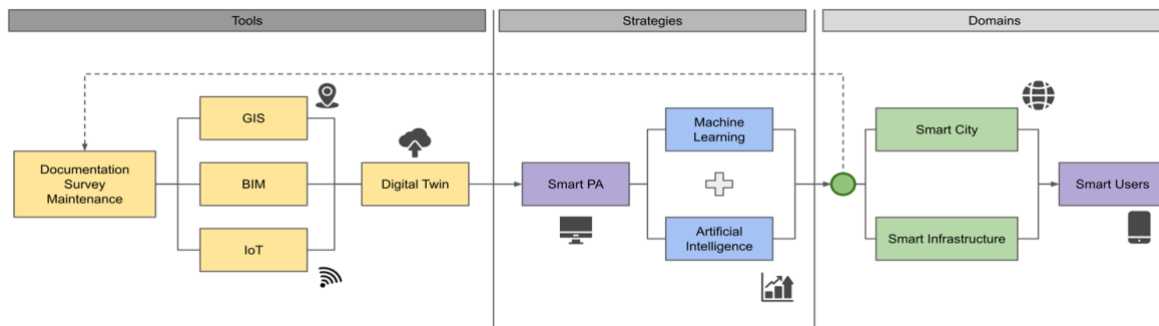 Tools
Strategies
Domains
Documentation
Survey
Maintenance
GIS
BIM
IoT
Digital Twin
Smart PA
Machine
Learning
Artificial
Intelligence
Smart City
Smart Infrastructure
Smart Users